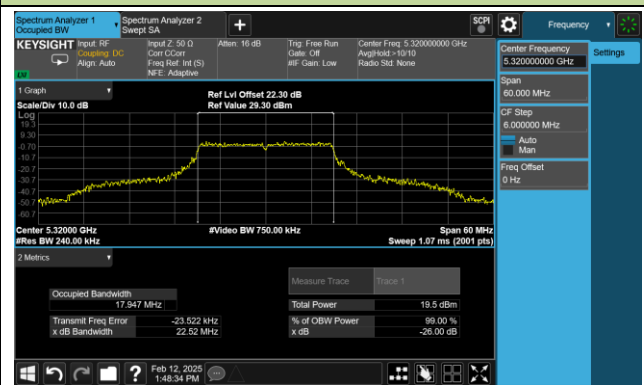 Spectrum Analyzer 1
Occupied BW
Spectrum Analyzer 2
Swept SA
SCPI
Frequency
KEYSIGHT
Input: RF
Coupling: DC
Align: Auto
Input Z: 50 Ω
Corr CCorr
Freq Ref: Int (S)
NFE: Adaptive
Atten: 16 dB
Trig: Free Run
Gate: Off
#IF Gain: Low
Center Freq: 5.320000000 GHz
Avg|Hold:>10/10
Radio Std: None
Center Frequency
5.320000000 GHz
Settings
Span
60.000 MHz
CF Step
6.000000 MHz
Auto
Man
Freq Offset
0 Hz
1 Graph
Scale/Div 10.0 dB
Ref Lvl Offset 22.30 dB
Ref Value 29.30 dBm
Log
19.3
9.30
-0.70
-10.7
-20.7
-30.7
-40.7
-50.7
-60.7
Center 5.32000 GHz
#Res BW 240.00 kHz
#Video BW 750.00 kHz
Span 60 MHz
Sweep 1.07 ms (2001 pts)
2 Metrics
Measure Trace
Trace 1
Occupied Bandwidth
17.947 MHz
Total Power
19.5 dBm
Transmit Freq Error
-23.522 kHz
% of OBW Power
99.00 %
x dB Bandwidth
22.52 MHz
x dB
-26.00 dB
?
Feb 12, 2025
1:48:34 PM